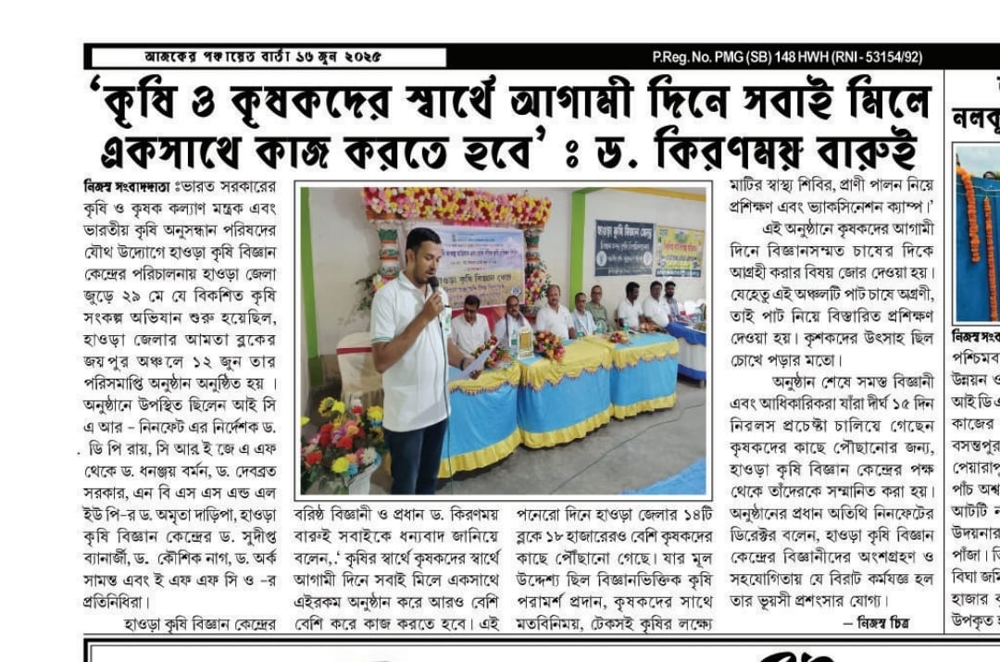 আজকের পঞ্চায়েত বার্তা ১৬ জুন ২০২৫
P.Reg. No. PMG (SB) 148 HWH (RNI - 53154/92)
‘কৃষি ও কৃষকদের স্বার্থে আগামী দিনে সবাই মিলে
একসাথে কাজ করতে হবে’ : ড. কিরণময় বারুই
নিজস্ব সংবাদদাতা :ভারত সরকারের
কৃষি ও কৃষক কল্যাণ মন্ত্রক এবং
ভারতীয় কৃষি অনুসন্ধান পরিষদের
যৌথ উদ্যোগে হাওড়া কৃষি বিজ্ঞান
কেন্দ্রের পরিচালনায় হাওড়া জেলা
জুড়ে ২৯ মে যে বিকশিত কৃষি
সংকল্প অভিযান শুরু হয়েছিল,
হাওড়া জেলার আমতা ব্লকের
জয়পুর অঞ্চলে ১২ জুন তার
পরিসমাপ্তি অনুষ্ঠান অনুষ্ঠিত হয় ।
অনুষ্ঠানে উপস্থিত ছিলেন আই সি
এ আর – নিনফেট এর নির্দেশক ড.
ডি পি রায়, সি আর ই জে এ এফ
থেকে ড. ধনঞ্জয় বর্মন, ড. দেবব্রত
সরকার, এন বি এস এস এন্ড এল
ইউ পি-র ড. অমৃতা দাড়িপা, হাওড়া
কৃষি বিজ্ঞান কেন্দ্রের ড. সুদীপ্ত
ব্যানার্জী, ড. কৌশিক নাগ, ড. অর্ক
সামন্ত এবং ই এফ এফ সি ও -র
প্রতিনিধিরা।
হাওড়া কৃষি বিজ্ঞান কেন্দ্রের
হাওড়া কৃষি বিজ্ঞান কেন্দ্র
বরিষ্ঠ বিজ্ঞানী ও প্রধান ড. কিরণময়
বারুই সবাইকে ধন্যবাদ জানিয়ে
বলেন,.‘ কৃষির স্বার্থে কৃষকদের স্বার্থে
আগামী দিনে সবাই মিলে একসাথে
এইরকম অনুষ্ঠান করে আরও বেশি
বেশি করে কাজ করতে হবে। এই
পনেরো দিনে হাওড়া জেলার ১৪টি
ব্লকে ১৮ হাজারেরও বেশি কৃষকদের
কাছে পৌঁছানো গেছে। যার মূল
উদ্দেশ্য ছিল বিজ্ঞানভিত্তিক কৃষি
পরামর্শ প্রদান, কৃষকদের সাথে
মতবিনিময়, টেকসই কৃষির লক্ষ্যে
মাটির স্বাস্থ্য শিবির, প্রাণী পালন নিয়ে
প্রশিক্ষণ এবং ভ্যাকসিনেশন ক্যাম্প।’
এই অনুষ্ঠানে কৃষকদের আগামী
দিনে বিজ্ঞানসম্মত চাষের দিকে
আগ্রহী করার বিষয় জোর দেওয়া হয়।
যেহেতু এই অঞ্চলটি পাট চাষে অগ্রণী,
তাই পাট নিয়ে বিস্তারিত প্রশিক্ষণ
দেওয়া হয়। কৃশকদের উৎসাহ ছিল
চোখে পড়ার মতো।
অনুষ্ঠান শেষে সমস্ত বিজ্ঞানী
এবং আধিকারিকরা যাঁরা দীর্ঘ ১৫ দিন
নিরলস প্রচেষ্টা চালিয়ে গেছেন
কৃষকদের কাছে পৌছানোর জন্য,
হাওড়া কৃষি বিজ্ঞান কেন্দ্রের পক্ষ
থেকে তাঁদেরকে সম্মানিত করা হয়।
অনুষ্ঠানের প্রধান অতিথি নিনফেটের
ডিরেক্টর বলেন, হাওড়া কৃষি বিজ্ঞান
কেন্দ্রের বিজ্ঞানীদের অংশগ্রহণ ও
সহযোগিতায় যে বিরাট কর্মযজ্ঞ হল
তার ভূয়সী প্রশংসার যোগ্য।
– নিজস্ব চিত্র
নিজস্ব
উন্নয়ন
কাজের
বসন্তপুর
উদয়নার
পাঁজা।
বিঘা জমি
হাজার
উপকৃত